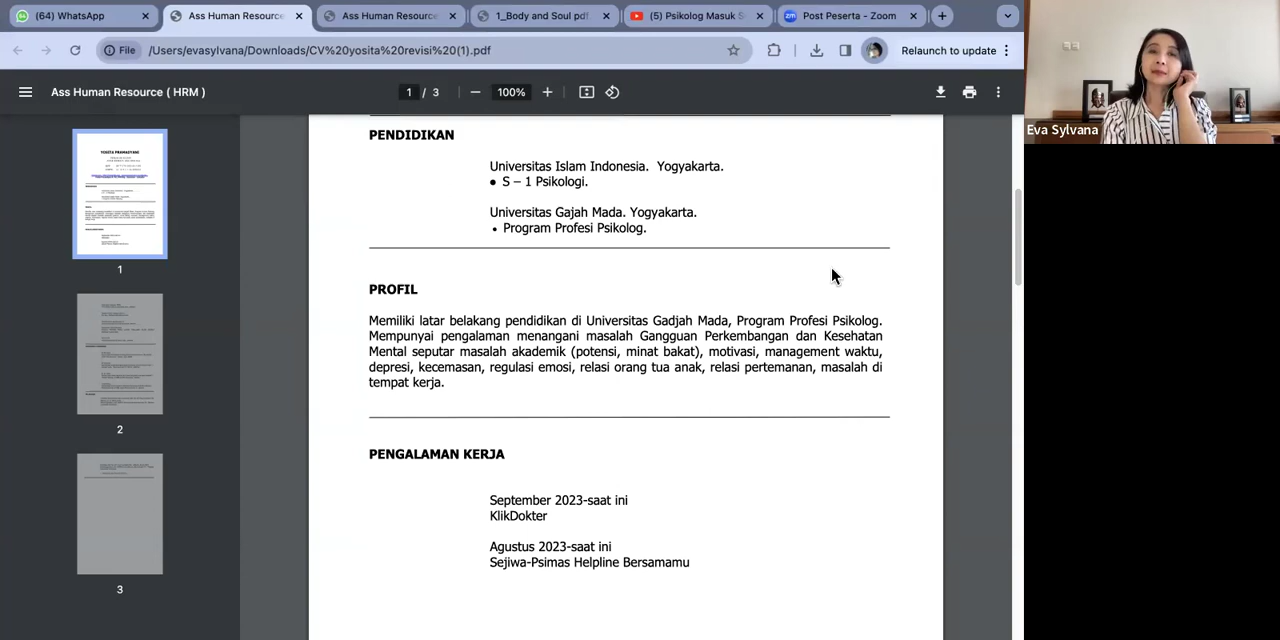 (64) WhatsApp
Ass Human Resource
Ass Human Resource
1_Body and Soul pdf
(5) Psikolog Masuk S
Post Peserta - Zoom
File
/Users/evasylvana/Downloads/CV%20yosita%20revisi%20(1).pdf
Relaunch to update
Ass Human Resource ( HRM )
1 / 3
100%
Eva Sylvana
YOSITA PRAMADYANI
1
2
3
PENDIDIKAN
Universitas Islam Indonesia. Yogyakarta.
● S – 1 Psikologi.
Universitas Gajah Mada. Yogyakarta.
• Program Profesi Psikolog.
PROFIL
Memiliki latar belakang pendidikan di Universitas Gadjah Mada, Program Profesi Psikolog.
Mempunyai pengalaman menangani masalah Gangguan Perkembangan dan Kesehatan
Mental seputar masalah akademik (potensi, minat bakat), motivasi, management waktu,
depresi, kecemasan, regulasi emosi, relasi orang tua anak, relasi pertemanan, masalah di
tempat kerja.
PENGALAMAN KERJA
September 2023-saat ini
KlikDokter
Agustus 2023-saat ini
Sejiwa-Psimas Helpline Bersamamu